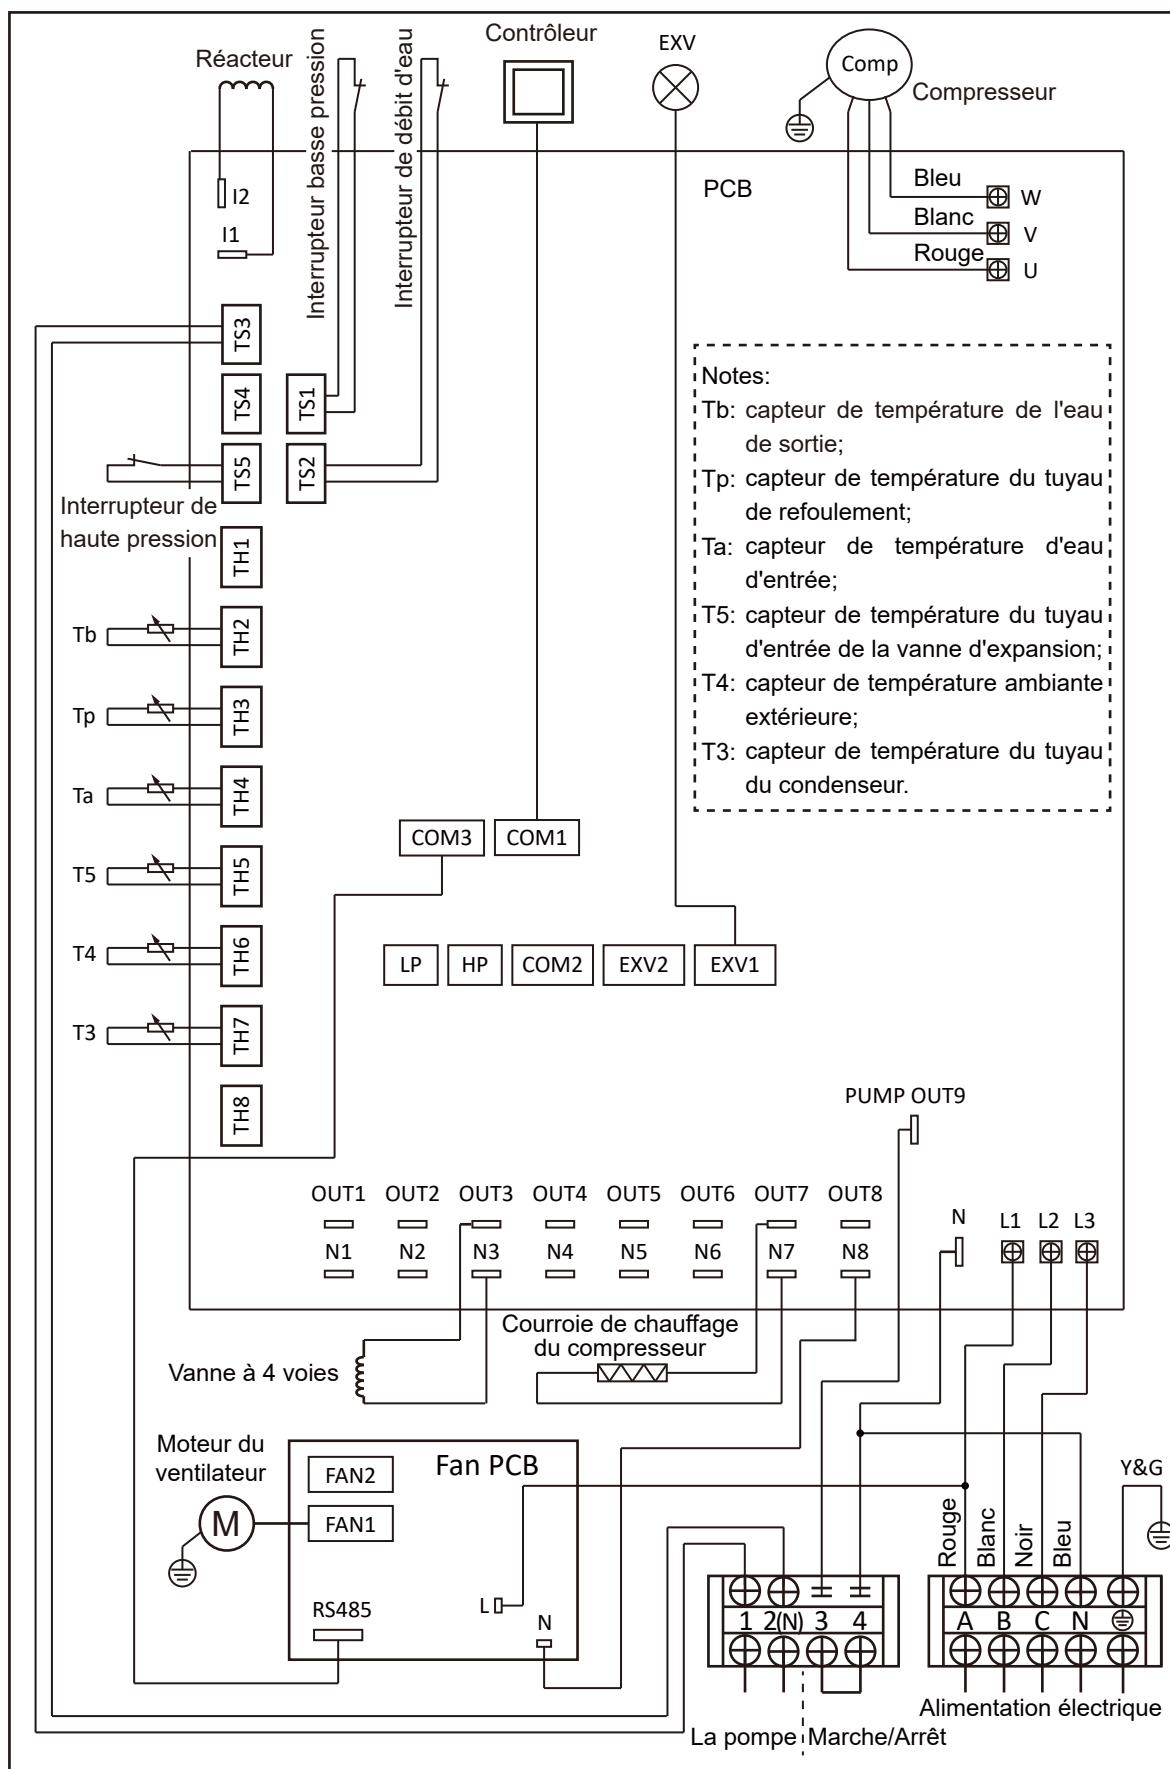 Contrôleur
Réacteur
EXV
Comp
Compresseur
Interrupteur basse pression
Interrupteur de débit d'eau
PCB
Bleu
W
Blanc
V
Rouge
U
I2
I1
TS3
TS4
TS1
TS5
TS2
Interrupteur de
haute pression
Notes:
Tb: capteur de température de l'eau
de sortie;
Tp: capteur de température du tuyau
de refoulement;
Ta: capteur de température d'eau
d'entrée;
T5: capteur de température du tuyau
d'entrée de la vanne d'expansion;
T4: capteur de température ambiante
extérieure;
T3: capteur de température du tuyau
du condenseur.
TH1
Tb
TH2
Tp
TH3
Ta
TH4
T5
TH5
T4
TH6
T3
TH7
TH8
COM3
COM1
LP
HP
COM2
EXV2
EXV1
PUMP OUT9
OUT1 OUT2 OUT3 OUT4 OUT5 OUT6 OUT7 OUT8
N1 N2 N3 N4 N5 N6 N7 N8
N
L1 L2 L3
Courroie de chauffage
du compresseur
Vanne à 4 voies
Moteur du
ventilateur
M
Fan PCB
FAN2
FAN1
RS485
L
N
Y&G
Rouge
Blanc
Noir
Bleu
1 2(N) 3 4
A B C N
Alimentation électrique
La pompe
Marche/Arrêt